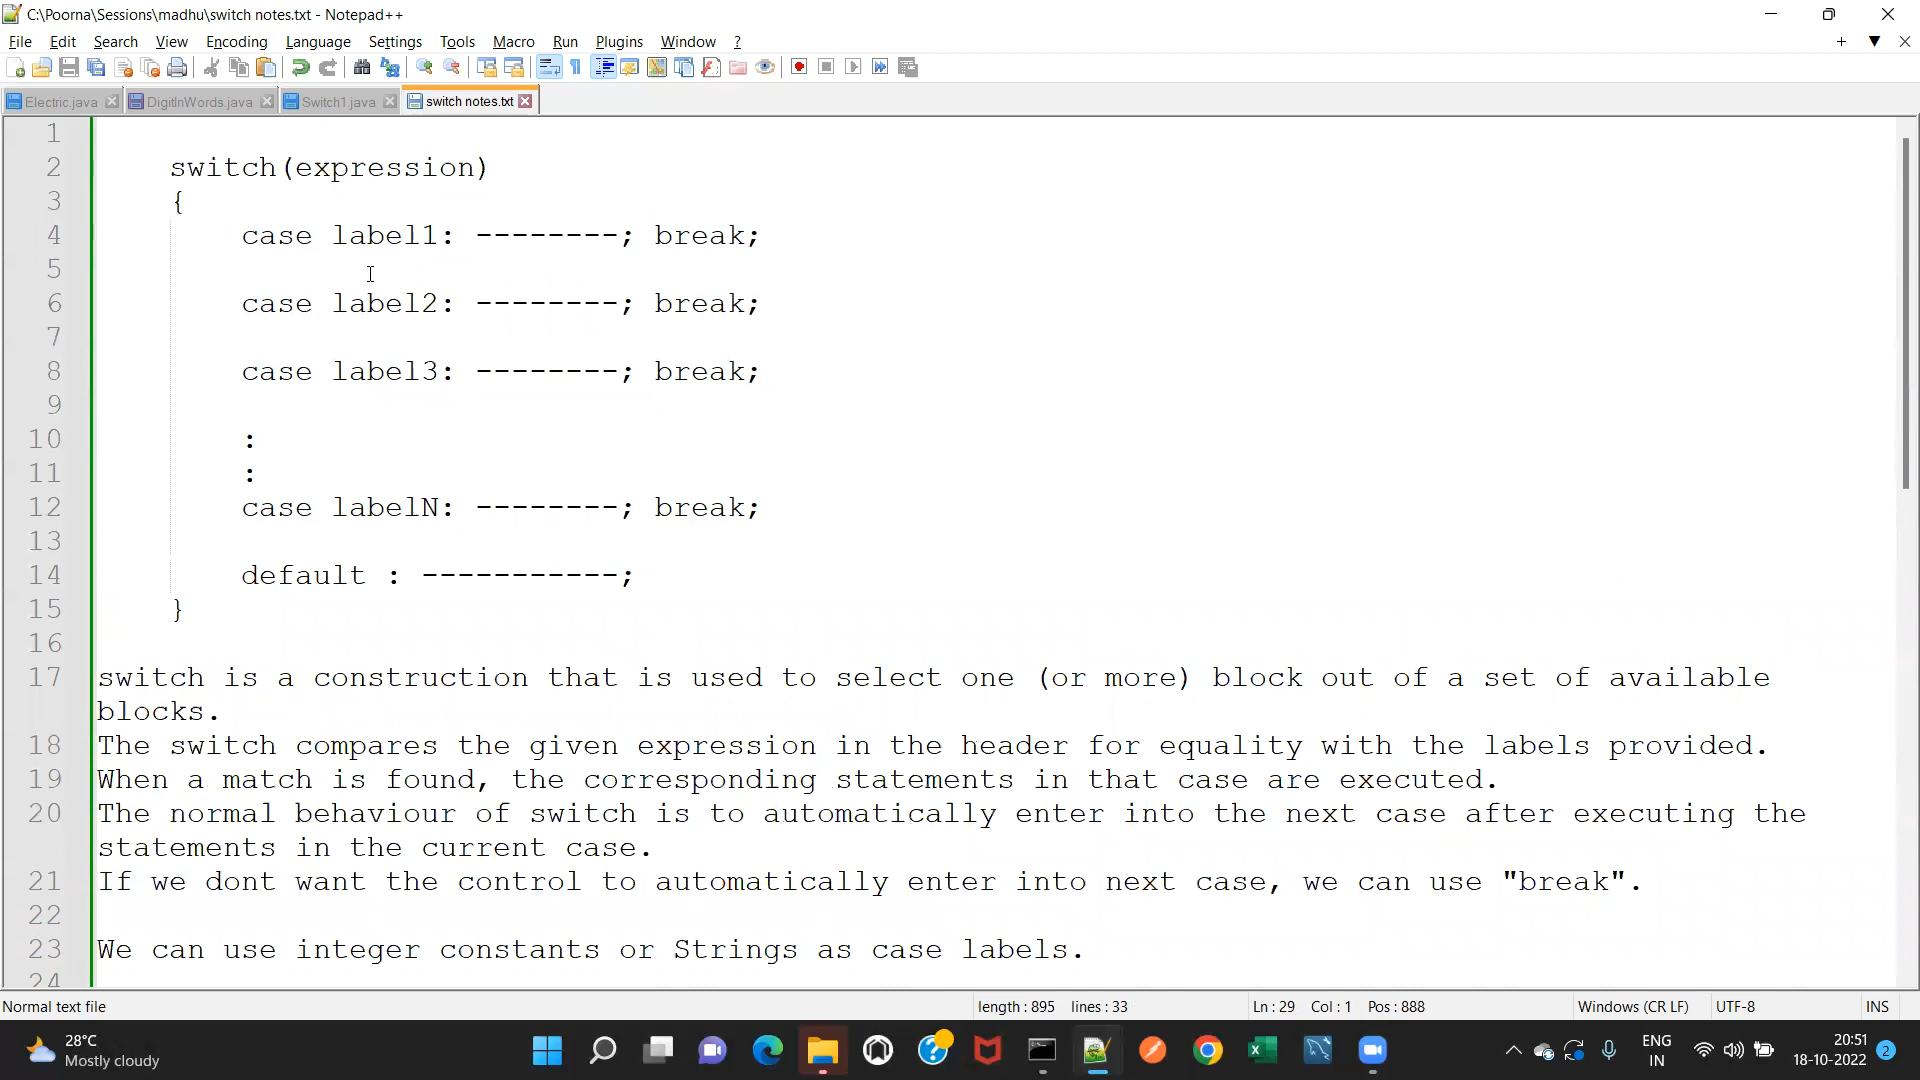 C:\Poorna\Sessions\madhu\switch notes.txt - Notepad++
File Edit Search View Encoding Language Settings Tools Macro Run Plugins Window ?
Electric.java DigitInWords.java Switch1.java switch notes.txt
1
2 switch(expression)
3 {
4 case label1: --------; break;
5
6 case label2: --------; break;
7
8 case label3: --------; break;
9
10 :
11 :
12 case labelN: --------; break;
13
14 default : -----------;
15 }
16
17 switch is a construction that is used to select one (or more) block out of a set of available
blocks.
18 The switch compares the given expression in the header for equality with the labels provided.
19 When a match is found, the corresponding statements in that case are executed.
20 The normal behaviour of switch is to automatically enter into the next case after executing the
statements in the current case.
21 If we dont want the control to automatically enter into next case, we can use "break".
22
23 We can use integer constants or Strings as case labels.
24
Normal text file length : 895 lines : 33 Ln : 29 Col : 1 Pos : 888 Windows (CR LF) UTF-8 INS
28°C
Mostly cloudy
ENG
IN
20:51
18-10-2022
2